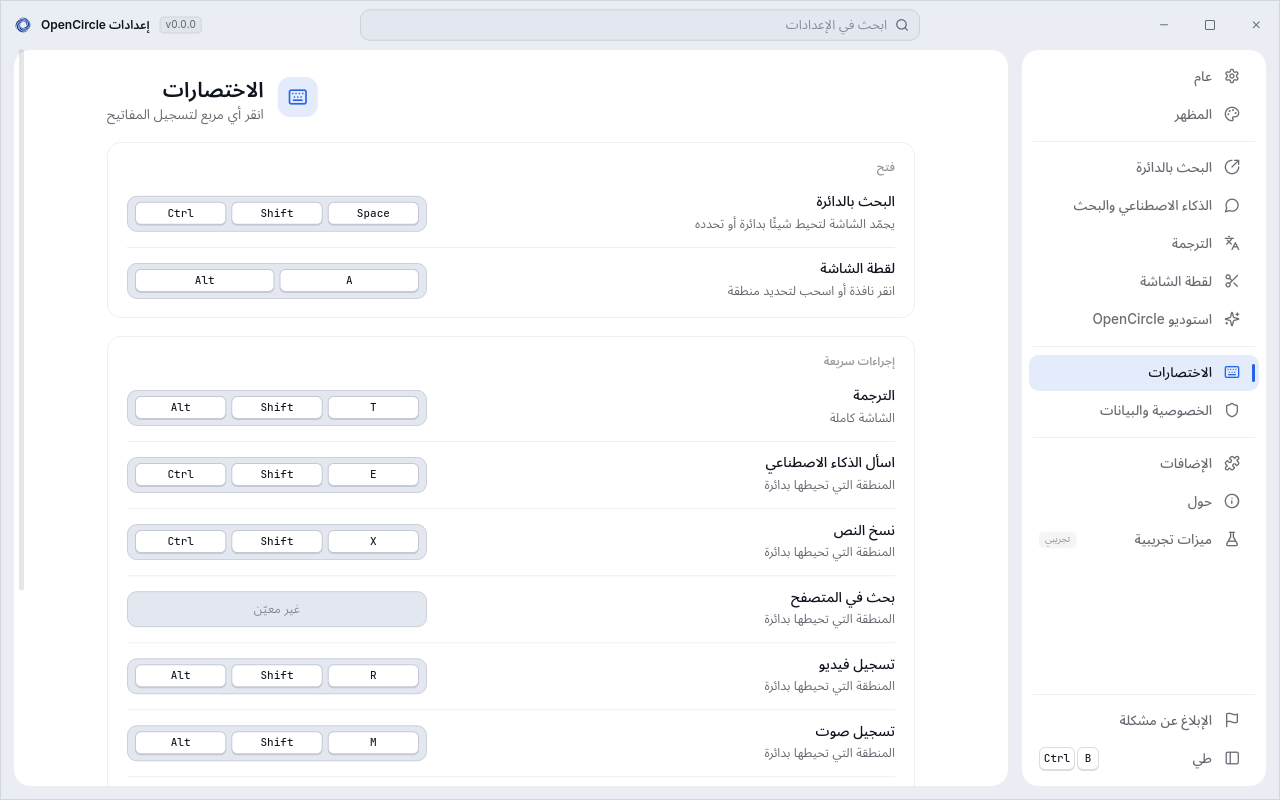 إعدادات OpenCircle
v0.0.0
ابحث في الإعدادات
عام
المظهر
البحث بالدائرة
الذكاء الاصطناعي والبحث
الترجمة
لقطة الشاشة
استوديو OpenCircle
الاختصارات
الخصوصية والبيانات
الإضافات
حول
ميزات تجريبية
تجريبي
الإبلاغ عن مشكلة
طي
Ctrl B
الاختصارات
انقر أي مربع لتسجيل المفاتيح
فتح
البحث بالدائرة
يجمّد الشاشة لتحيط شيئًا بدائرة أو تحدده
Ctrl Shift Space
لقطة الشاشة
انقر نافذة أو اسحب لتحديد منطقة
Alt A
إجراءات سريعة
الترجمة
الشاشة كاملة
Alt Shift T
اسأل الذكاء الاصطناعي
المنطقة التي تحيطها بدائرة
Ctrl Shift E
نسخ النص
المنطقة التي تحيطها بدائرة
Ctrl Shift X
بحث في المتصفح
المنطقة التي تحيطها بدائرة
غير معيّن
تسجيل فيديو
المنطقة التي تحيطها بدائرة
Alt Shift R
تسجيل صوت
المنطقة التي تحيطها بدائرة
Alt Shift M